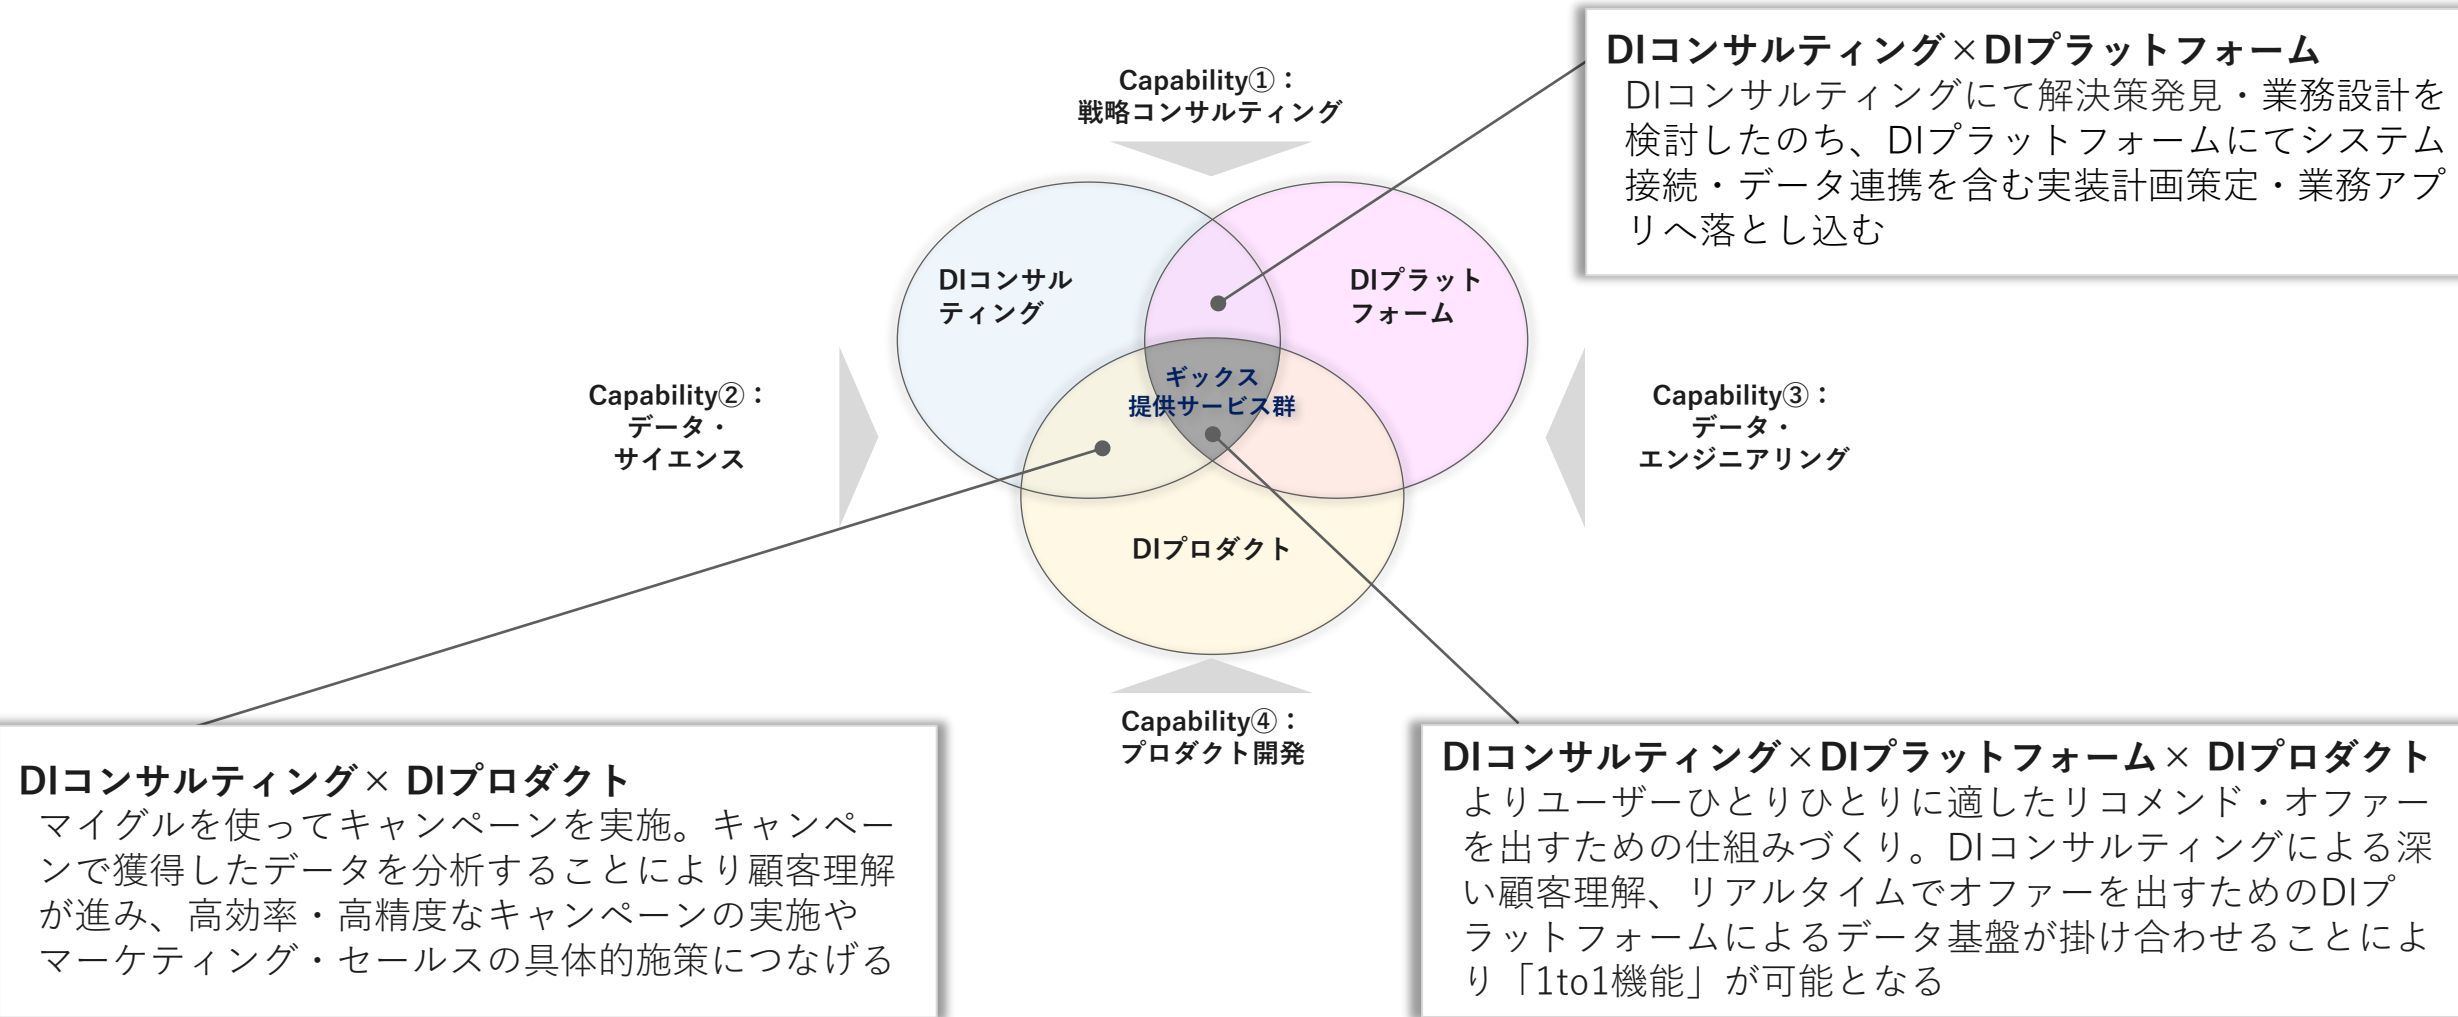 DIコンサルティング×DIプラットフォーム
DIコンサルティングにて解決策発見・業務設計を
検討したのち、DIプラットフォームにてシステム
接続・データ連携を含む実装計画策定・業務アプ
リへ落とし込む
Capability①：
戦略コンサルティング
DIコンサル
ティング
DIプラット
フォーム
ギックス
提供サービス群
Capability②：
データ・
サイエンス
Capability③：
データ・
エンジニアリング
DIプロダクト
Capability④：
プロダクト開発
DIコンサルティング× DIプロダクト
マイグルを使ってキャンペーンを実施。キャンペー
ンで獲得したデータを分析することにより顧客理解
が進み、高効率・高精度なキャンペーンの実施や
マーケティング・セールスの具体的施策につなげる
DIコンサルティング×DIプラットフォーム× DIプロダクト
よりユーザーひとりひとりに適したリコメンド・オファー
を出すための仕組みづくり。DIコンサルティングによる深
い顧客理解、リアルタイムでオファーを出すためのDIプ
ラットフォームによるデータ基盤が掛け合わせることによ
り「1to1機能」が可能となる